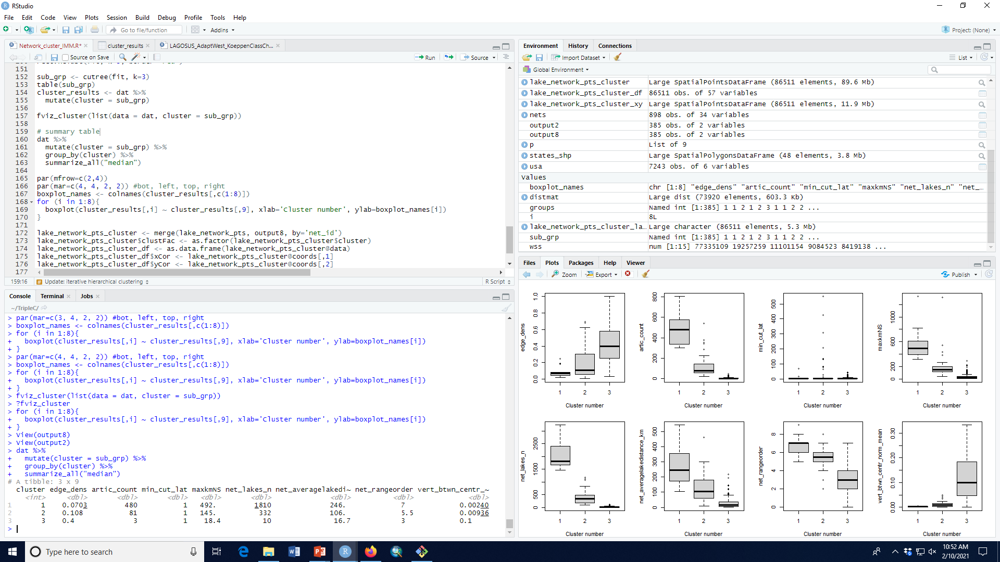 RStudio
File Edit Code View Plots Session Build Debug Profile Tools Help
Go to file/function Addins Project: (None)
Network_cluster_IMM.R* cluster_results LAGOSUS_AdaptWest_KoeppenClassCh...
Source on Save Run Source
151
152 sub_grp <- cutree(fit, k=3)
153 table(sub_grp)
154 cluster_results <- dat %>%
155 mutate(cluster = sub_grp)
156
157 fviz_cluster(list(data = dat, cluster = sub_grp))
158
159 # summary table
160 dat %>%
161 mutate(cluster = sub_grp) %>%
162 group_by(cluster) %>%
163 summarize_all("median")
164
165 par(mfrow=c(2,4))
166 par(mar=c(4, 4, 2, 2)) #bot, left, top, right
167 boxplot_names <- colnames(cluster_results[,c(1:8)])
168 for (i in 1:8){
169 boxplot(cluster_results[,i] ~ cluster_results[,9], xlab='Cluster number', ylab=boxplot_names[i])
170 }
171
172 lake_network_pts_cluster <- merge(lake_network_pts, output8, by='net_id')
173 lake_network_pts_cluster$clustFac <- as.factor(lake_network_pts_cluster$cluster)
174 lake_network_pts_cluster_df <- as.data.frame(lake_network_pts_cluster@data)
175 lake_network_pts_cluster_df$xCor <- lake_network_pts_cluster@coords[,1]
176 lake_network_pts_cluster_df$yCor <- lake_network_pts_cluster@coords[,2]
177
159:16 Update: iterative hierarchical clustering R Script
Console Terminal Jobs
~/TripleC/
> par(mar=c(3, 4, 2, 2)) #bot, left, top, right
> boxplot_names <- colnames(cluster_results[,c(1:8)])
> for (i in 1:8){
+ boxplot(cluster_results[,i] ~ cluster_results[,9], xlab='Cluster number', ylab=boxplot_names[i])
+ }
> par(mar=c(4, 4, 2, 2)) #bot, left, top, right
> boxplot_names <- colnames(cluster_results[,c(1:8)])
> for (i in 1:8){
+ boxplot(cluster_results[,i] ~ cluster_results[,9], xlab='Cluster number', ylab=boxplot_names[i])
+ }
> fviz_cluster(list(data = dat, cluster = sub_grp))
> ?fviz_cluster
> for (i in 1:8){
+ boxplot(cluster_results[,i] ~ cluster_results[,9], xlab='Cluster number', ylab=boxplot_names[i])
+ }
> View(output8)
> View(output2)
> dat %>%
+ mutate(cluster = sub_grp) %>%
+ group_by(cluster) %>%
+ summarize_all("median")
# A tibble: 3 x 9
cluster edge_dens artic_count min_cut_lat maxkmNS net_lakes_n net_averagelakedi~ net_rangeorder vert_btwn_centr_~
<int> <dbl> <dbl> <dbl> <dbl> <dbl> <dbl> <dbl> <dbl>
1 1 0.0703 480 1 492. 1810 246. 7 0.00240
2 2 0.108 81 1 145. 332 106. 5.5 0.00936
3 3 0.4 3 1 18.4 10 16.7 3 0.1
>
Environment History Connections
Import Dataset List
Global Environment
lake_network_pts_cluster Large SpatialPointsDataFrame (86511 elements, 89.6 Mb)
lake_network_pts_cluster_df 86511 obs. of 57 variables
lake_network_pts_cluster_xy Large SpatialPointsDataFrame (86511 elements, 11.9 Mb)
nets 898 obs. of 34 variables
output2 385 obs. of 2 variables
output8 385 obs. of 2 variables
p List of 9
states_shp Large SpatialPolygonsDataFrame (48 elements, 3.8 Mb)
usa 7243 obs. of 6 variables
Values
boxplot_names chr [1:8] "edge_dens" "artic_count" "min_cut_lat" "maxkmNS" "net_lakes_n" "net_...
distmat Large dist (73920 elements, 603.3 Kb)
groups Named int [1:385] 1 1 2 1 2 3 1 1 2 2 ...
i 8L
lake_network_pts_cluster_la... Large character (86511 elements, 5.3 Mb)
sub_grp Named int [1:385] 1 1 2 1 2 3 1 1 2 2 ...
wss num [1:15] 77335109 19257259 11101154 9084523 8419138 ...
Files Plots Packages Help Viewer
Zoom Export Publish
edge_dens 0.0 0.2 0.4 0.6 0.8 1.0
1 2 3
Cluster number
artic_count 0 200 400 600 800
1 2 3
Cluster number
min_cut_lat 0 100 200 300 400 500
1 2 3
Cluster number
maxkmNS 0 200 600 1000
1 2 3
Cluster number
net_lakes_n 0 500 1500 2500
1 2 3
Cluster number
net_averagelakedistance_km 0 100 200 300 400 500
1 2 3
Cluster number
net_rangeorder 0 2 4 6 8
1 2 3
Cluster number
vert_btwn_centr_norm_mean 0.00 0.10 0.20 0.30
1 2 3
Cluster number
Type here to search
10:52 AM
2/10/2021